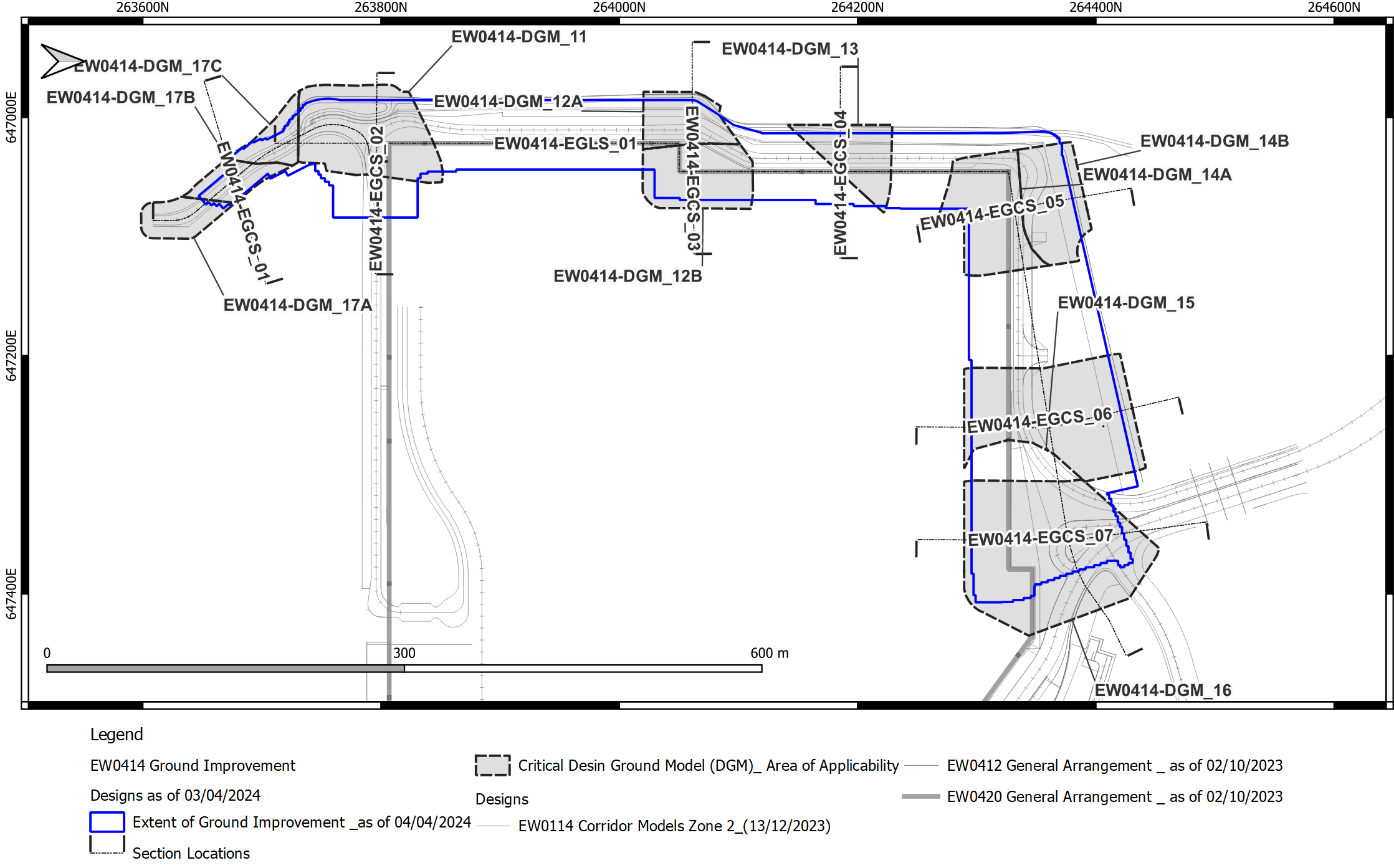 263600N 263800N 264000N 264200N 264400N 264600N
647000E
647200E
647400E
EW0414-DGM_11
EW0414-DGM_13
EW0414-DGM_17C
EW0414-DGM_17B
EW0414-DGM_12A
EW0414-EGLS_01
EW0414-EGCS_01
EW0414-EGCS_02
EW0414-EGCS_03
EW0414-EGCS_04
EW0414-DGM_14B
EW0414-DGM_14A
EW0414-EGCS_05
EW0414-DGM_12B
EW0414-DGM_17A
EW0414-DGM_15
EW0414-EGCS_06
EW0414-EGCS_07
EW0414-DGM_16
0 300 600 m
Legend
EW0414 Ground Improvement
Designs as of 03/04/2024
Extent of Ground Improvement _as of 04/04/2024
Section Locations
Critical Desin Ground Model (DGM)_ Area of Applicability
Designs
EW0114 Corridor Models Zone 2_(13/12/2023)
EW0412 General Arrangement _ as of 02/10/2023
EW0420 General Arrangement _ as of 02/10/2023